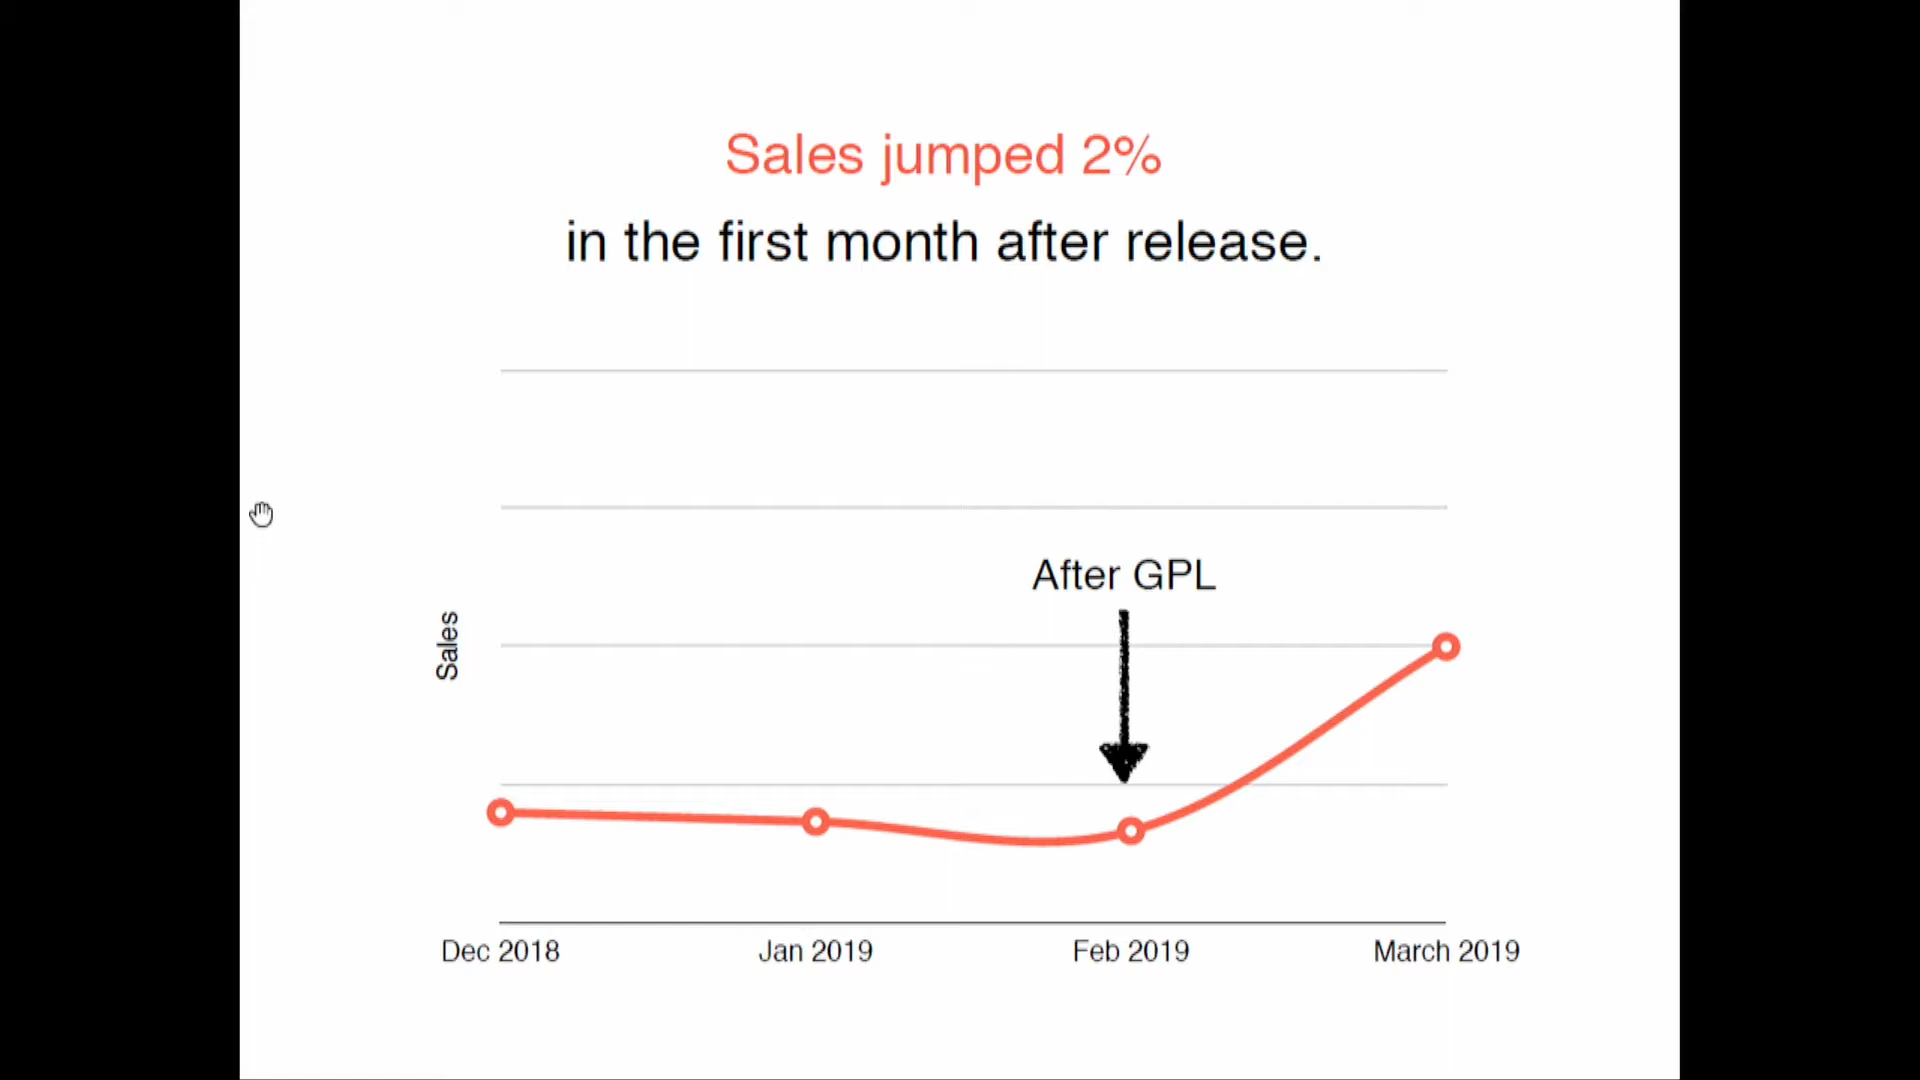 Sales jumped 2%
in the first month after release.
After GPL
Sales
Dec 2018 Jan 2019 Feb 2019 March 2019